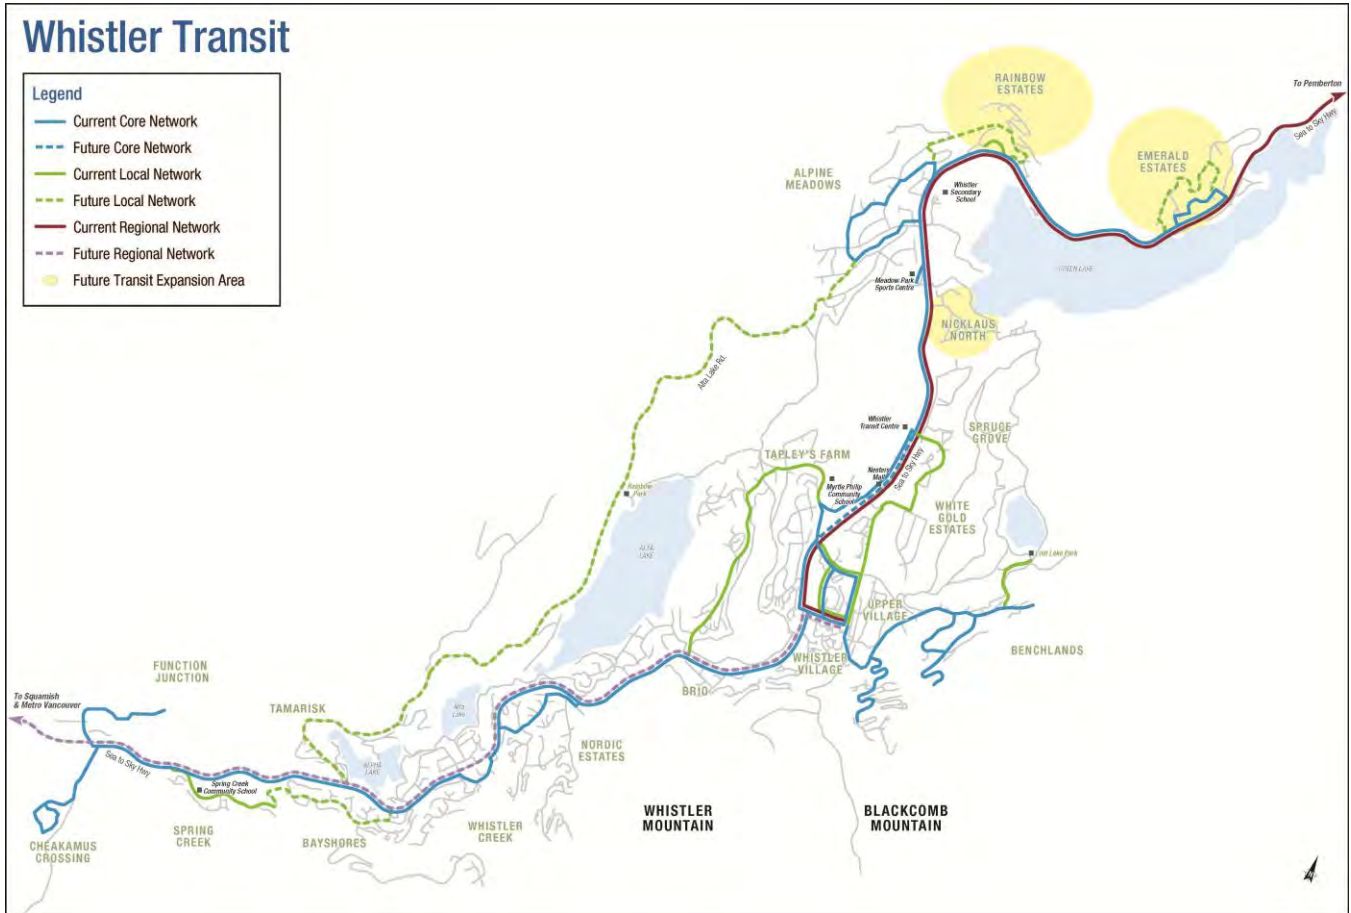 Whistler Transit
Legend
Current Core Network
Future Core Network
Current Local Network
Future Local Network
Current Regional Network
Future Regional Network
Future Transit Expansion Area
RAINBOW
ESTATES
To Pemberton
Sea to Sky Hwy
EMERALD
ESTATES
ALPINE
MEADOWS
Whistler
Secondary
School
GREEN LAKE
Meadow Park
Sports Centre
NICKLAUS
NORTH
Alta Lake Rd.
Whistler
Transit Centre
SPRUCE
GROVE
TAPLEY'S FARM
Nesters
Mall
Sea to Sky Hwy
Myrtle Philip
Community
School
Rainbow
Park
WHITE
GOLD
ESTATES
ALTA
LAKE
Lost Lake Park
UPPER
VILLAGE
BENCHLANDS
WHISTLER
VILLAGE
FUNCTION
JUNCTION
BRIO
To Squamish
& Metro Vancouver
TAMARISK
Alta
Lake
NORDIC
ESTATES
Sea to Sky Hwy
ALPHA
LAKE
Spring Creek
Community School
WHISTLER
MOUNTAIN
BLACKCOMB
MOUNTAIN
SPRING
CREEK
BAYSHORES
WHISTLER
CREEK
CHEAKAMUS
CROSSING